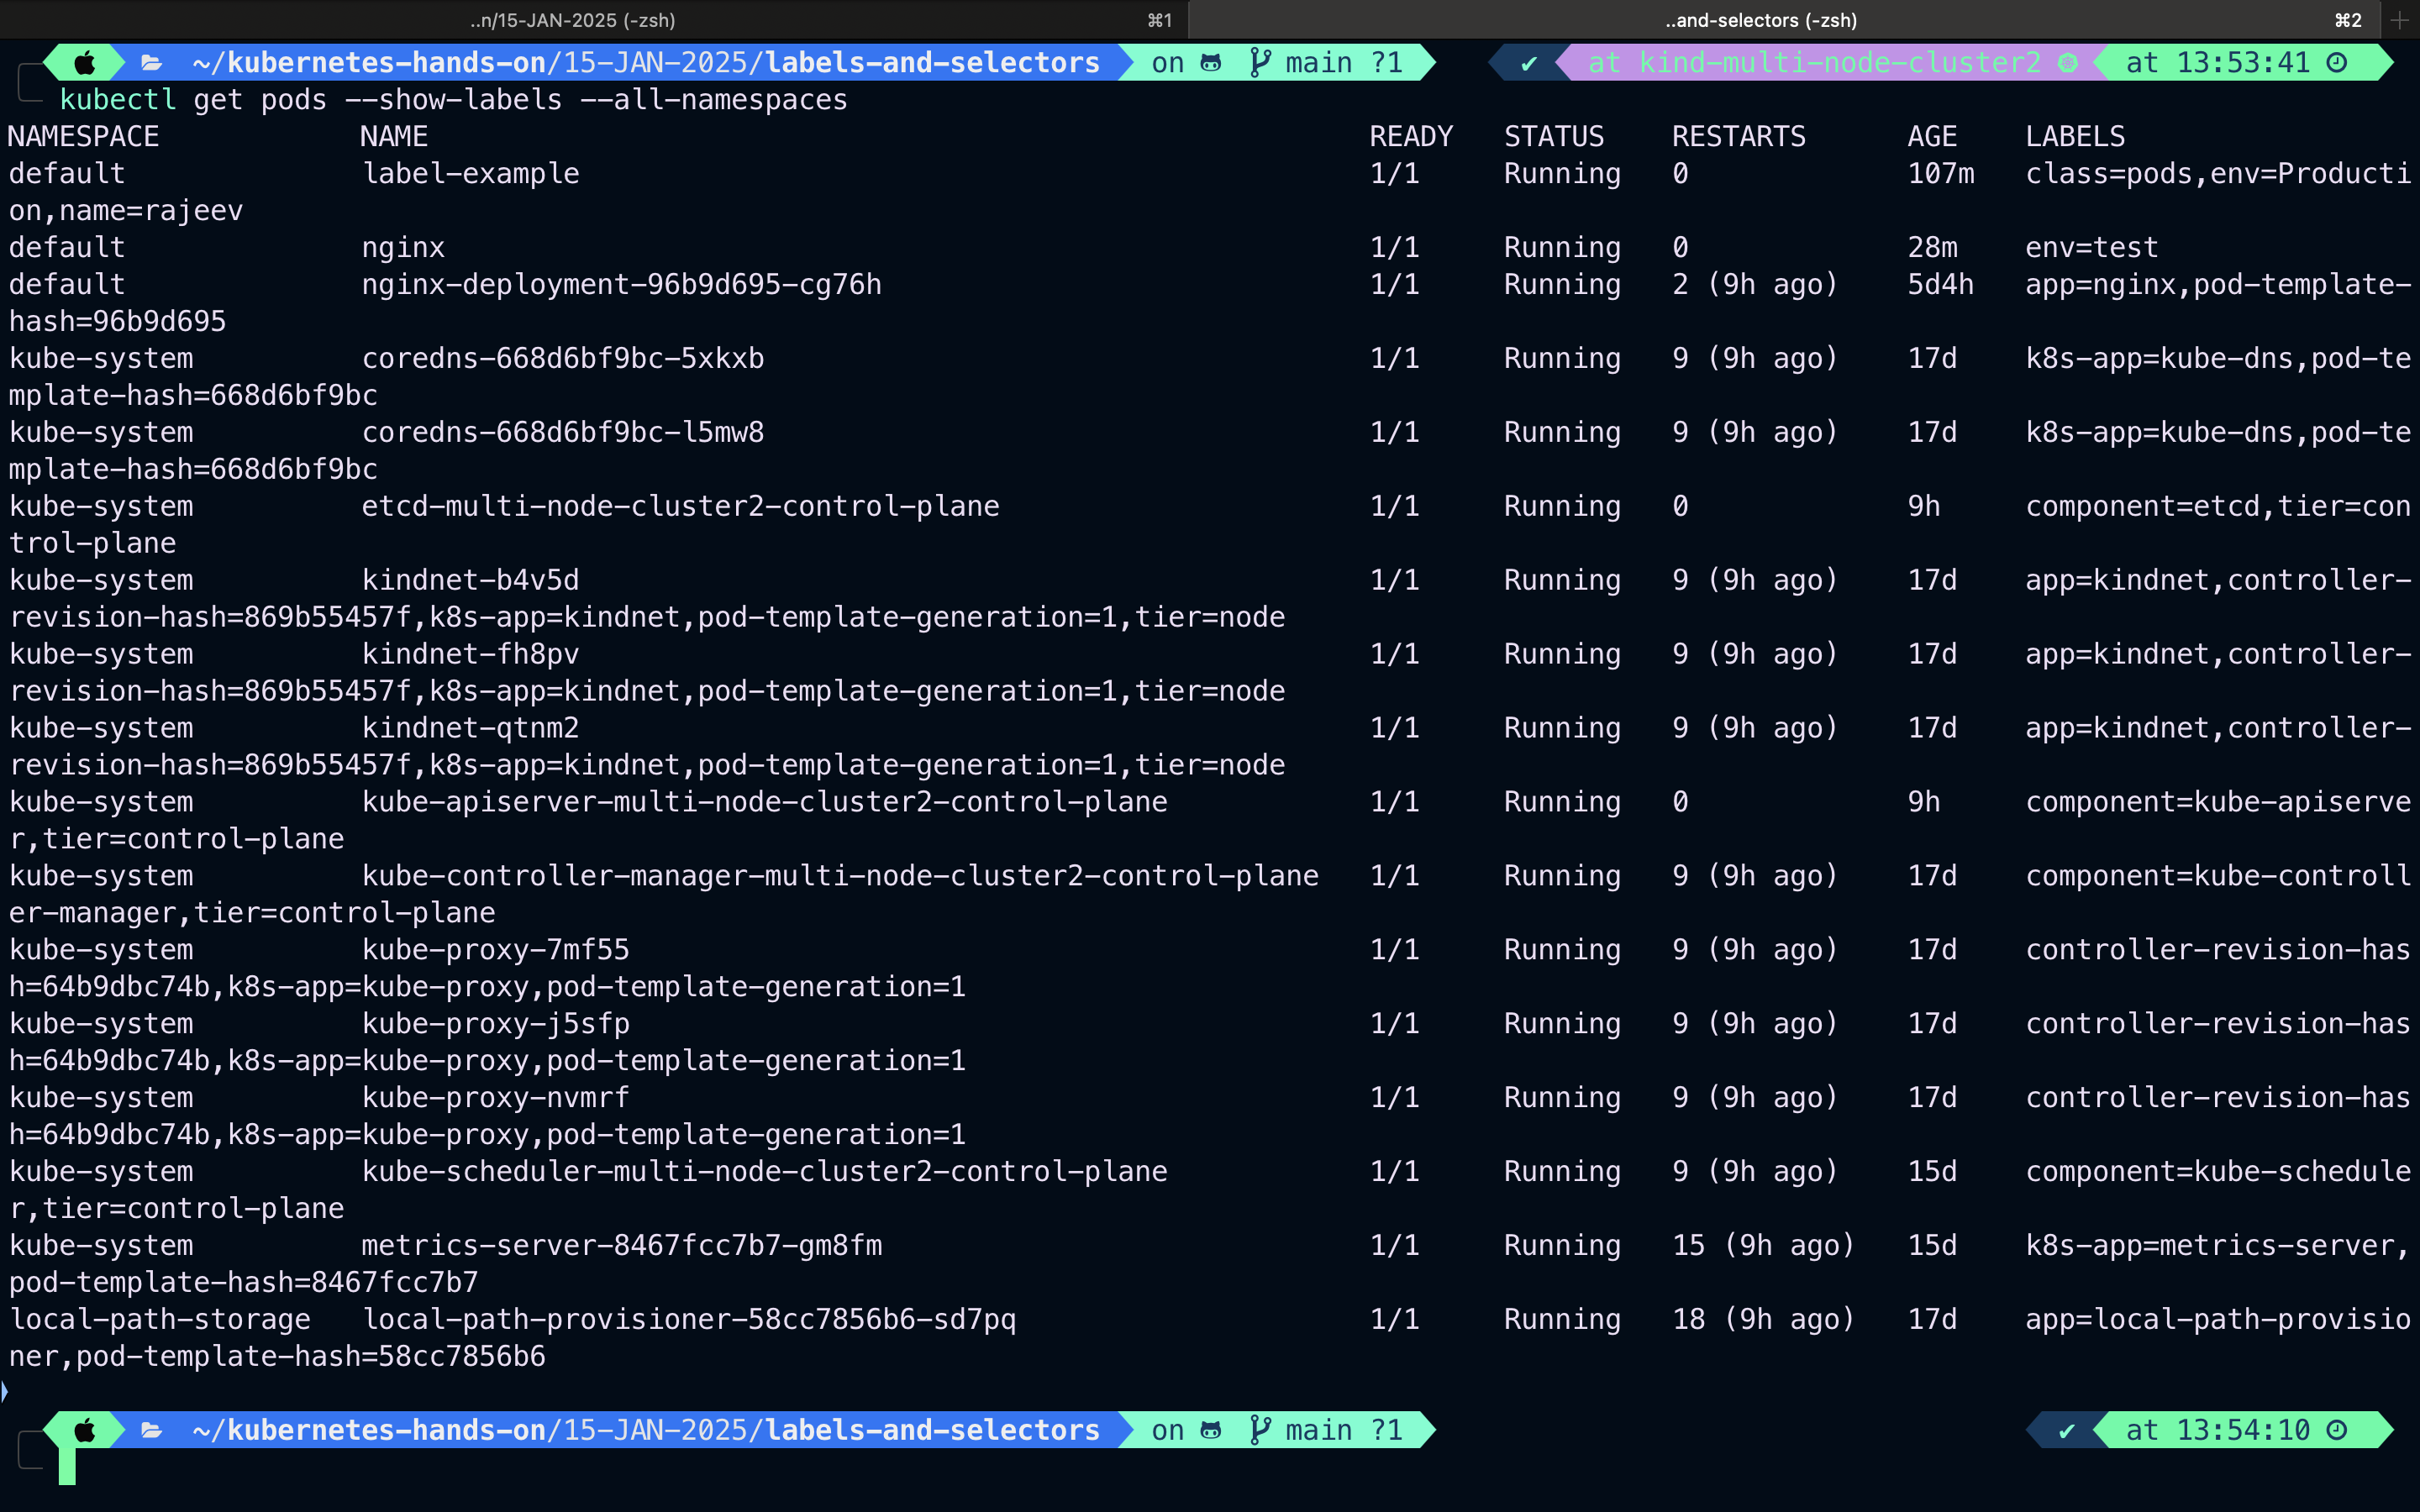 ..n/15-JAN-2025 (-zsh) ⌘1 ..and-selectors (-zsh) ⌘2
~/kubernetes-hands-on/15-JAN-2025/labels-and-selectors on main ?1 ✔ at kind-multi-node-cluster2 at 13:53:41
kubectl get pods --show-labels --all-namespaces
NAMESPACE NAME READY STATUS RESTARTS AGE LABELS
default label-example 1/1 Running 0 107m class=pods,env=Producti
on,name=rajeev
default nginx 1/1 Running 0 28m env=test
default nginx-deployment-96b9d695-cg76h 1/1 Running 2 (9h ago) 5d4h app=nginx,pod-template-
hash=96b9d695
kube-system coredns-668d6bf9bc-5xkxb 1/1 Running 9 (9h ago) 17d k8s-app=kube-dns,pod-te
mplate-hash=668d6bf9bc
kube-system coredns-668d6bf9bc-l5mw8 1/1 Running 9 (9h ago) 17d k8s-app=kube-dns,pod-te
mplate-hash=668d6bf9bc
kube-system etcd-multi-node-cluster2-control-plane 1/1 Running 0 9h component=etcd,tier=con
trol-plane
kube-system kindnet-b4v5d 1/1 Running 9 (9h ago) 17d app=kindnet,controller-
revision-hash=869b55457f,k8s-app=kindnet,pod-template-generation=1,tier=node
kube-system kindnet-fh8pv 1/1 Running 9 (9h ago) 17d app=kindnet,controller-
revision-hash=869b55457f,k8s-app=kindnet,pod-template-generation=1,tier=node
kube-system kindnet-qtnm2 1/1 Running 9 (9h ago) 17d app=kindnet,controller-
revision-hash=869b55457f,k8s-app=kindnet,pod-template-generation=1,tier=node
kube-system kube-apiserver-multi-node-cluster2-control-plane 1/1 Running 0 9h component=kube-apiserve
r,tier=control-plane
kube-system kube-controller-manager-multi-node-cluster2-control-plane 1/1 Running 9 (9h ago) 17d component=kube-controll
er-manager,tier=control-plane
kube-system kube-proxy-7mf55 1/1 Running 9 (9h ago) 17d controller-revision-has
h=64b9dbc74b,k8s-app=kube-proxy,pod-template-generation=1
kube-system kube-proxy-j5sfp 1/1 Running 9 (9h ago) 17d controller-revision-has
h=64b9dbc74b,k8s-app=kube-proxy,pod-template-generation=1
kube-system kube-proxy-nvmrf 1/1 Running 9 (9h ago) 17d controller-revision-has
h=64b9dbc74b,k8s-app=kube-proxy,pod-template-generation=1
kube-system kube-scheduler-multi-node-cluster2-control-plane 1/1 Running 9 (9h ago) 15d component=kube-schedule
r,tier=control-plane
kube-system metrics-server-8467fcc7b7-gm8fm 1/1 Running 15 (9h ago) 15d k8s-app=metrics-server,
pod-template-hash=8467fcc7b7
local-path-storage local-path-provisioner-58cc7856b6-sd7pq 1/1 Running 18 (9h ago) 17d app=local-path-provisio
ner,pod-template-hash=58cc7856b6
~/kubernetes-hands-on/15-JAN-2025/labels-and-selectors on main ?1 ✔ at 13:54:10